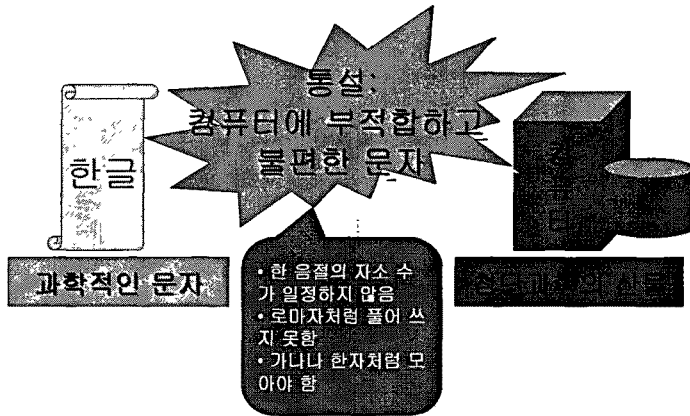 통설:
컴퓨터에 부적합하고
불편한 문자
한글
컴퓨터
과학적인 문자
• 한 음절의 자소 수
가 일정하지 않음
• 로마자처럼 풀어 쓰
지 못함
• 가나나 한자처럼 모
아야 함